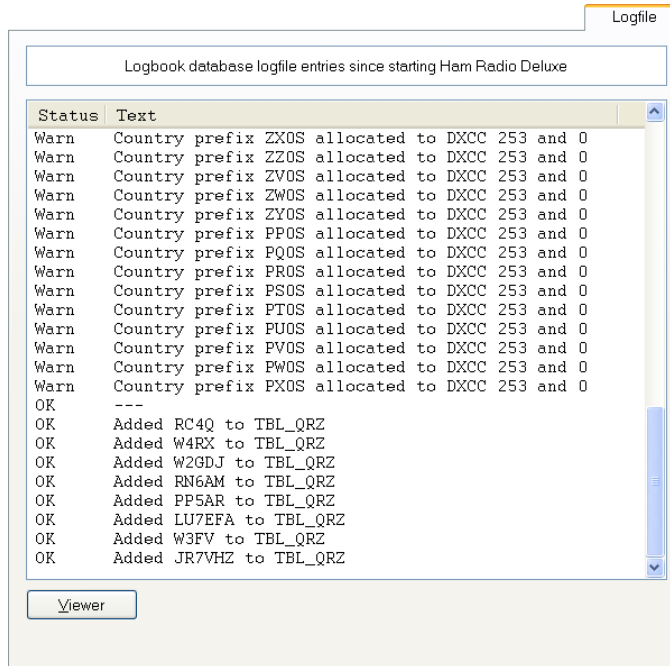 Logfile
Logbook database logfile entries since starting Ham Radio Deluxe
Status Text
Warn Country prefix ZX0S allocated to DXCC 253 and 0
Warn Country prefix ZZ0S allocated to DXCC 253 and 0
Warn Country prefix ZV0S allocated to DXCC 253 and 0
Warn Country prefix ZW0S allocated to DXCC 253 and 0
Warn Country prefix ZY0S allocated to DXCC 253 and 0
Warn Country prefix PP0S allocated to DXCC 253 and 0
Warn Country prefix PQ0S allocated to DXCC 253 and 0
Warn Country prefix PR0S allocated to DXCC 253 and 0
Warn Country prefix PS0S allocated to DXCC 253 and 0
Warn Country prefix PT0S allocated to DXCC 253 and 0
Warn Country prefix PU0S allocated to DXCC 253 and 0
Warn Country prefix PV0S allocated to DXCC 253 and 0
Warn Country prefix PW0S allocated to DXCC 253 and 0
Warn Country prefix PX0S allocated to DXCC 253 and 0
OK ---
OK Added RC4Q to TBL_QRZ
OK Added W4RX to TBL_QRZ
OK Added W2GDJ to TBL_QRZ
OK Added RN6AM to TBL_QRZ
OK Added PP5AR to TBL_QRZ
OK Added LU7EFA to TBL_QRZ
OK Added W3FV to TBL_QRZ
OK Added JR7VHZ to TBL_QRZ
Viewer